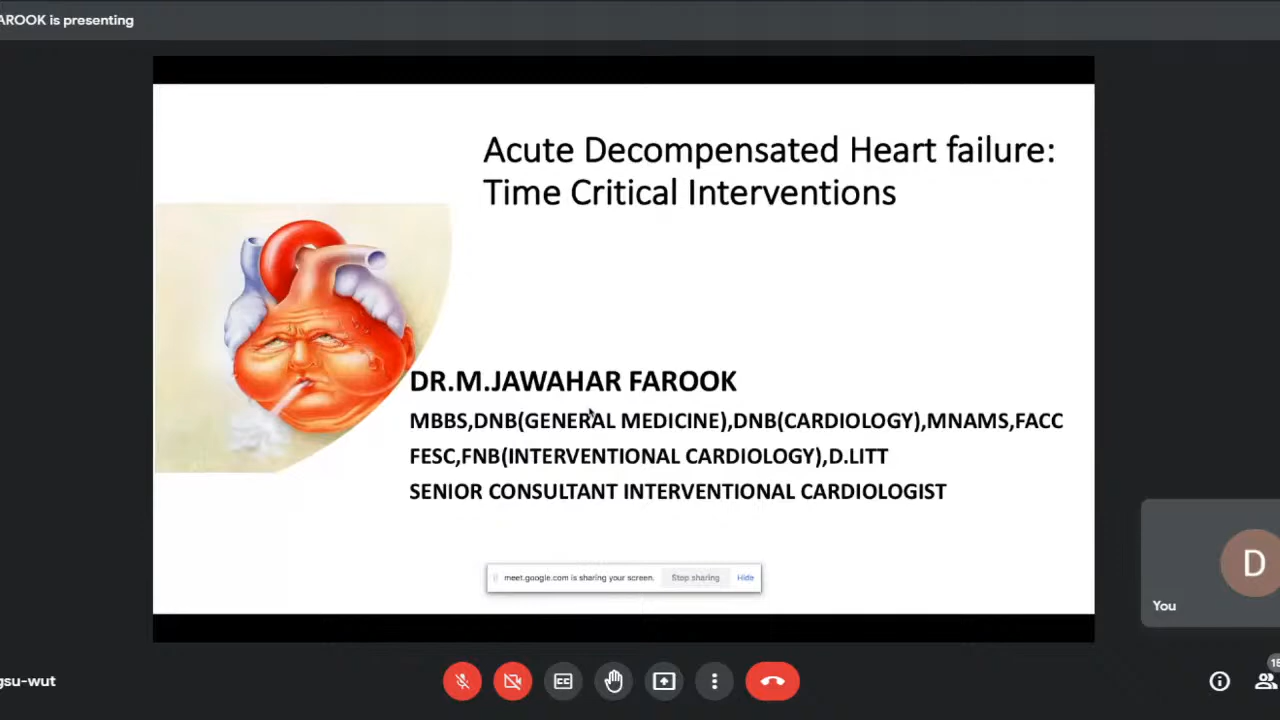 AROOK is presenting
Acute Decompensated Heart failure:
Time Critical Interventions
DR.M.JAWAHAR FAROOK
MBBS,DNB(GENERAL MEDICINE),DNB(CARDIOLOGY),MNAMS,FACC
FESC,FNB(INTERVENTIONAL CARDIOLOGY),D.LITT
SENIOR CONSULTANT INTERVENTIONAL CARDIOLOGIST
meet.google.com is sharing your screen. Stop sharing Hide
D
You
gsu-wut
CC